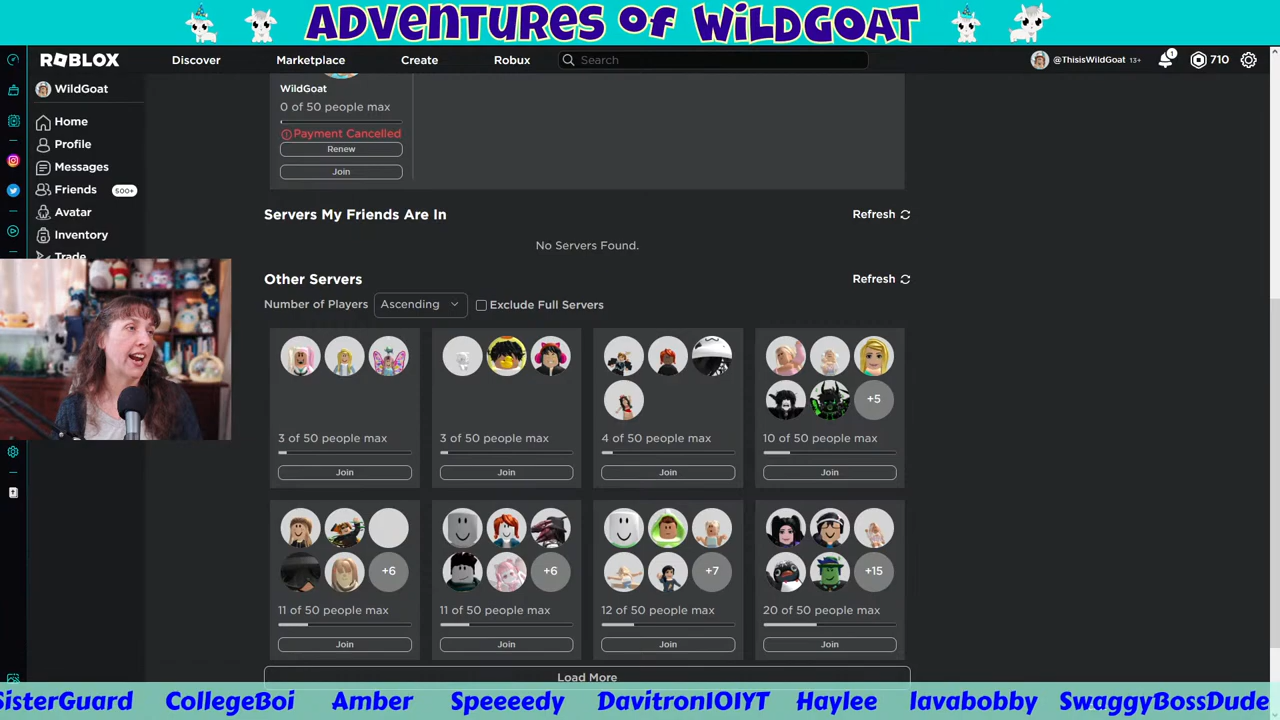 ADVENTURES OF WILDGOAT
ROBLOX Discover Marketplace Create Robux Search @ThisisWildGoat 13+ 1 710
WildGoat
Home
Profile
Messages
Friends 500+
Avatar
Inventory
Trade
WildGoat
0 of 50 people max
Payment Cancelled
Renew
Join
Servers My Friends Are In Refresh
No Servers Found.
Other Servers Refresh
Number of Players Ascending Exclude Full Servers
+5
3 of 50 people max 3 of 50 people max 4 of 50 people max 10 of 50 people max
Join Join Join Join
+6 +6 +7 +15
11 of 50 people max 11 of 50 people max 12 of 50 people max 20 of 50 people max
Join Join Join Join
Load More
SisterGuard CollegeBoi Amber Speeeedy Davitron101YT Haylee lavabobby SwaggyBossDude